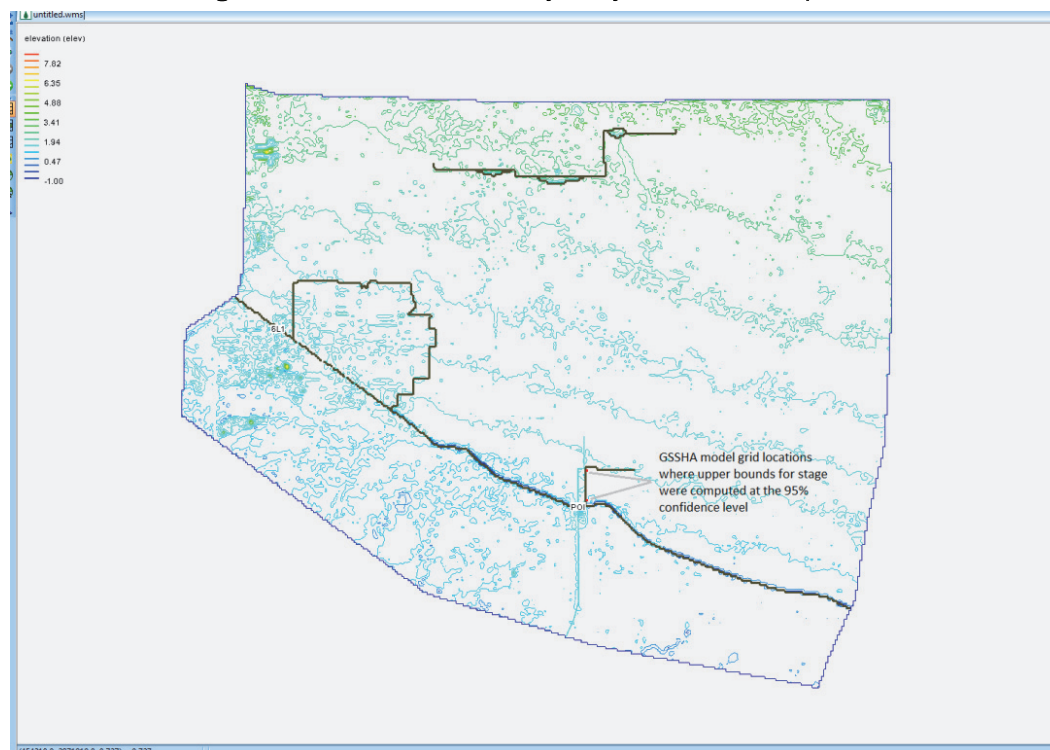 untitled.wms
elevation (elev)
7.82
6.35
4.88
3.41
1.94
0.47
-1.00
6L1
GSSHA model grid locations
where upper bounds for stage
were computed at the 95%
confidence level
POI